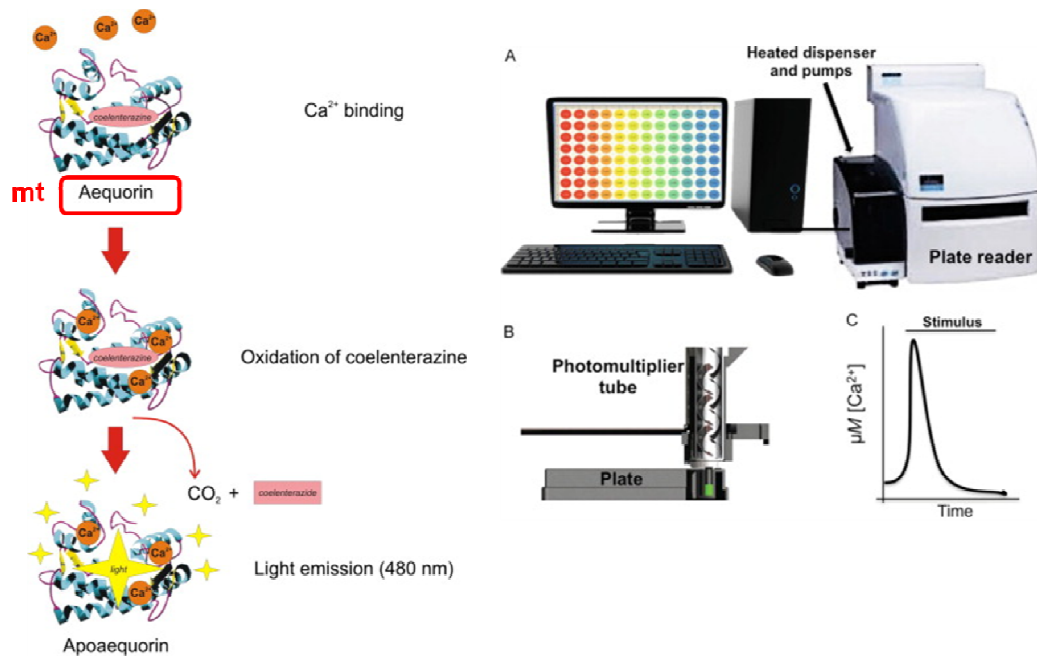 Ca²⁺
Ca²⁺
Ca²⁺
coelenterazine
Ca²⁺ binding
mt
Aequorin
Ca²⁺
Ca²⁺
coelenterazine
Ca²⁺
Oxidation of coelenterazine
CO₂ +
coelenterazide
Ca²⁺
Ca²⁺
light
Ca²⁺
Light emission (480 nm)
Apoaequorin
A
Heated dispenser
and pumps
Plate reader
B
Photomultiplier
tube
Plate
C
Stimulus
µM [Ca²⁺]
Time